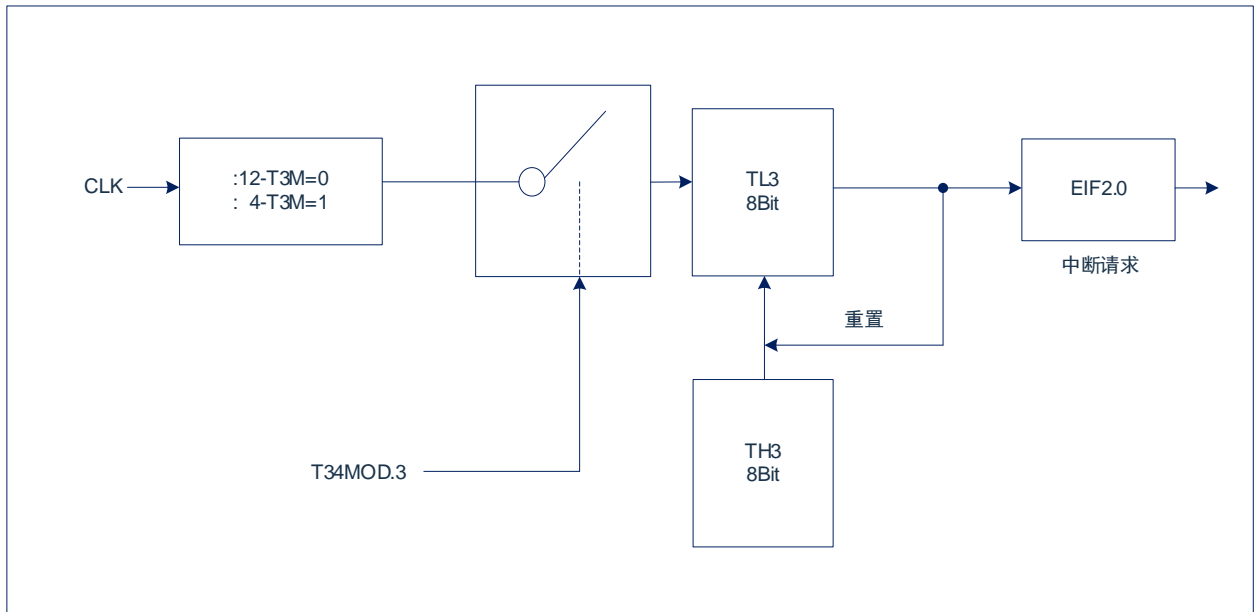 CLK
:12-T3M=0
: 4-T3M=1
TL3
8Bit
EIF2.0
中断请求
重置
TH3
8Bit
T34MOD.3